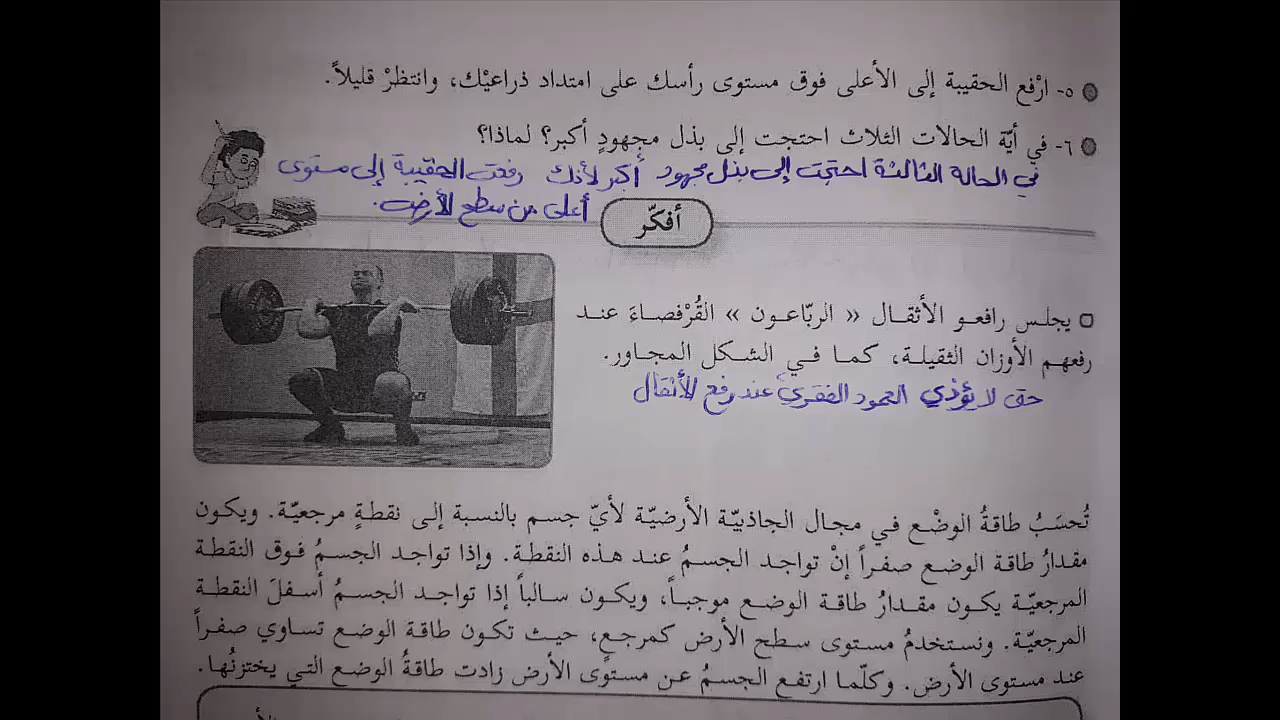 ٥- ارْفع الحقيبة إلى الأعلى فوق مستوى رأسك على امتداد ذراعيْك، وانتظرْ قليلاً.
٦- في أيّة الحالات الثلاث احتجت إلى بذل مجهودٍ أكبر؟ لماذا؟
في الحالة الثالثة احتجت إلى بذل مجهود أكبر لأنك رفعت الحقيبة إلى مستوى
أعلى من سطح الأرض.
أفكّر
يجلس رافعو الأثقال « الربّاعون » القُرْفصاءَ عند
رفعهم الأوزان الثقيلة، كما في الشكل المجاور.
حتى لا يؤذي العمود الفقري عند رفع الأثقال
تُحسَبُ طاقةُ الوضْع في مجال الجاذبيّة الأرضيّة لأيّ جسم بالنسبة إلى نقطةٍ مرجعيّة. ويكون
مقدارُ طاقة الوضع صفراً إنْ تواجد الجسمُ عند هذه النقطة. وإذا تواجد الجسمُ فوق النقطة
المرجعيّة يكون مقدارُ طاقة الوضع موجباً، ويكون سالباً إذا تواجد الجسمُ أسفلَ النقطة
المرجعيّة. ونستخدمُ مستوى سطح الأرض كمرجعٍ، حيث تكون طاقة الوضع تساوي صفراً
عند مستوى الأرض. وكلّما ارتفع الجسمُ عن مستوى الأرض زادت طاقةُ الوضع التي يختزنُها.